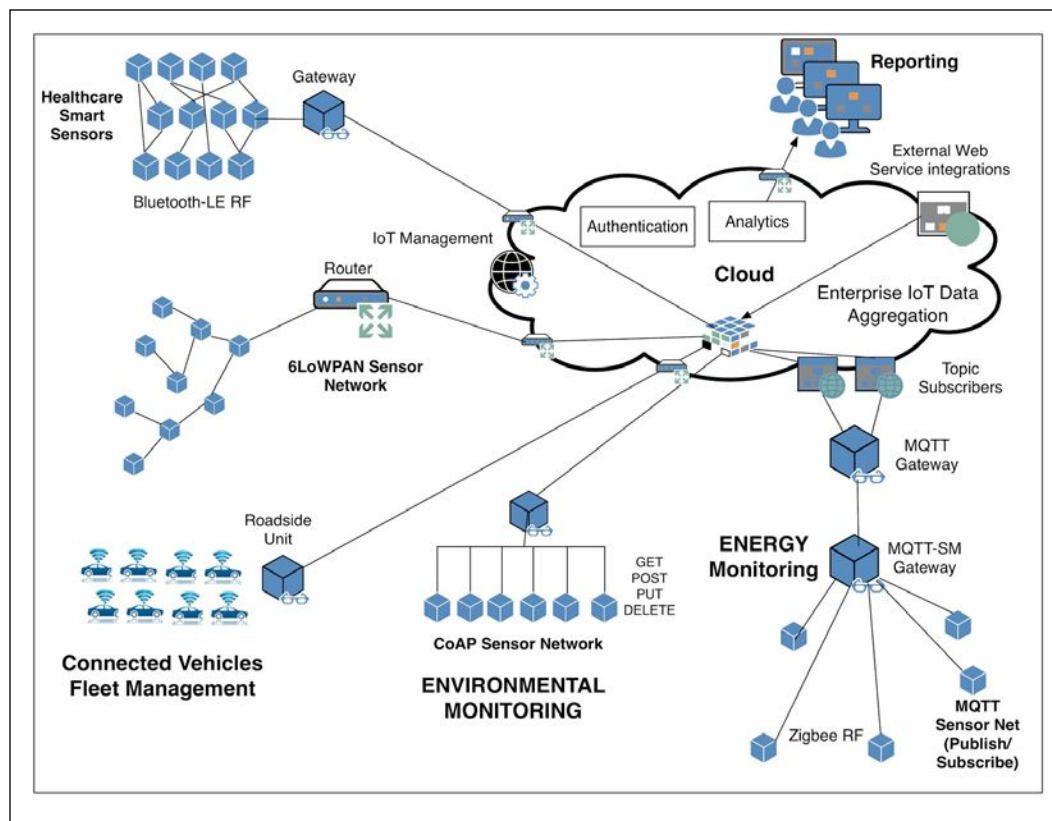 Reporting
Healthcare
Smart
Sensors
Gateway
Bluetooth-LE RF
External Web
Service integrations
Authentication
Analytics
IoT Management
Cloud
Router
Enterprise IoT Data
Aggregation
6LoWPAN Sensor
Network
Topic
Subscribers
MQTT
Gateway
Roadside
Unit
ENERGY
Monitoring
MQTT-SM
Gateway
GET
POST
PUT
DELETE
CoAP Sensor Network
Connected Vehicles
Fleet Management
ENVIRONMENTAL
MONITORING
Zigbee RF
MQTT
Sensor Net
(Publish/
Subscribe)